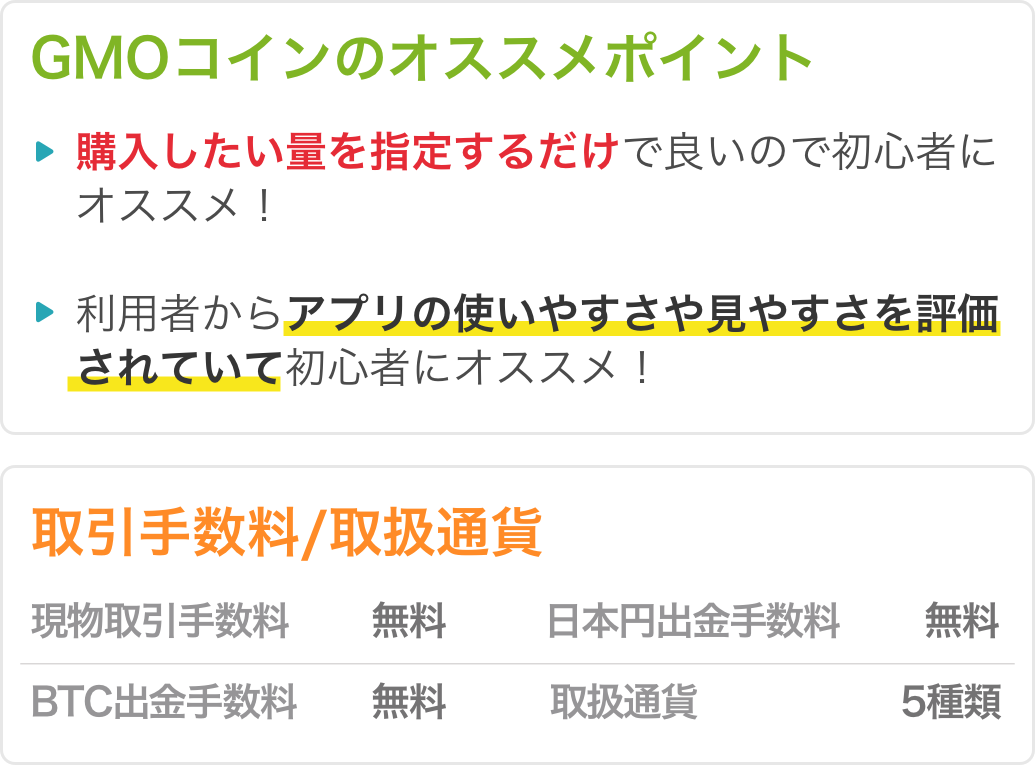 GMOコインのオススメポイント
購入したい量を指定するだけで良いので初心者に
オススメ！
利用者からアプリの使いやすさや見やすさを評価
されていて初心者にオススメ！
取引手数料/取扱通貨
現物取引手数料 無料 日本円出金手数料 無料
BTC出金手数料 無料 取扱通貨 5種類